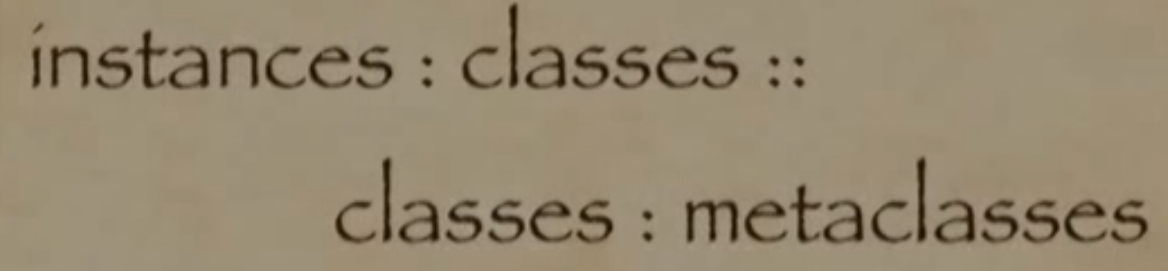 instances : classes ::
classes : metaclasses